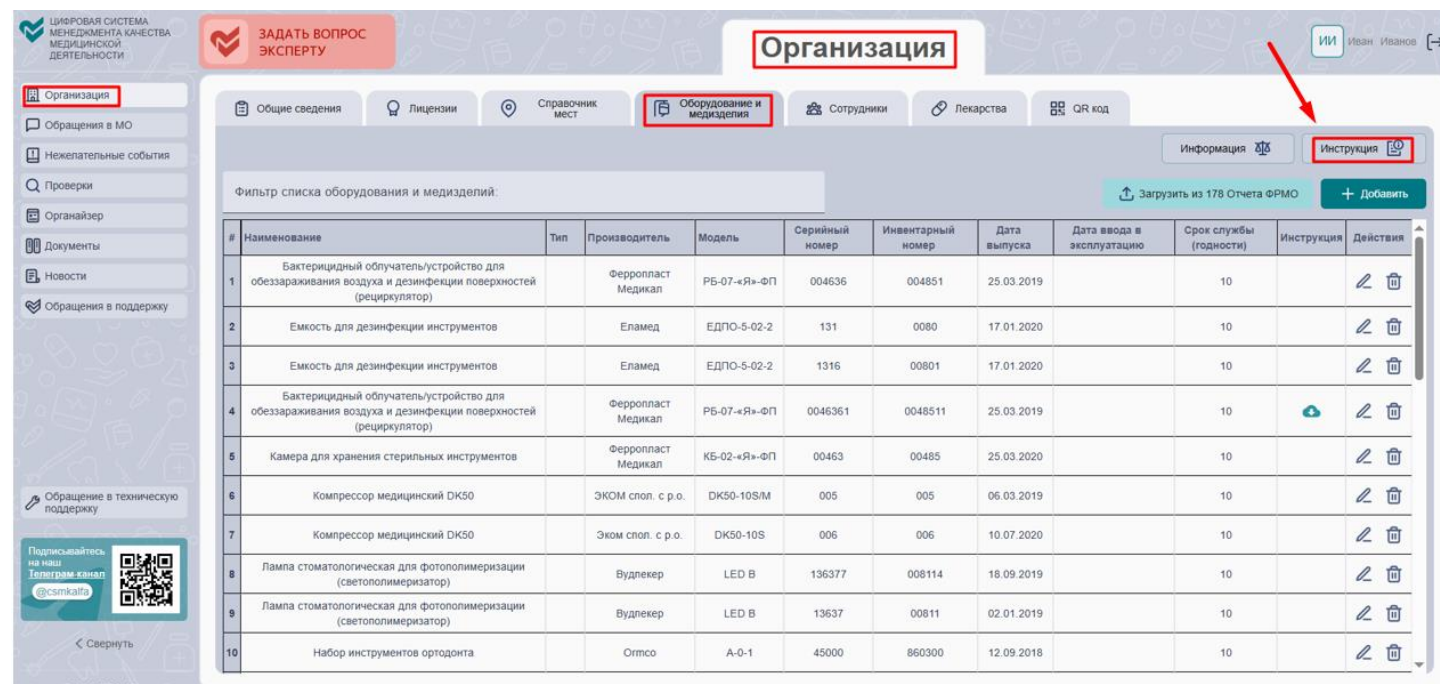 ЦИФРОВАЯ СИСТЕМА
МЕНЕДЖМЕНТА КАЧЕСТВА
МЕДИЦИНСКОЙ
ДЕЯТЕЛЬНОСТИ
ЗАДАТЬ ВОПРОС
ЭКСПЕРТУ
Организация
ИИ Иван Иванов
Организация
Обращения в МО
Нежелательные события
Проверки
Органайзер
Документы
Новости
Обращения в поддержку
Обращение в техническую
поддержку
Подписывайтесь
на наш
Телеграм-канал
@csmkalfa
Свернуть
Общие сведения
Лицензии
Справочник
мест
Оборудование и
медизделия
Сотрудники
Лекарства
QR код
Информация
Инструкция
Фильтр списка оборудования и медизделий:
Загрузить из 178 Отчета ФРМО
+ Добавить
# Наименование Тип Производитель Модель Серийный номер Инвентарный номер Дата выпуска Дата ввода в эксплуатацию Срок службы (годности) Инструкция Действия
1 Бактерицидный облучатель/устройство для
обеззараживания воздуха и дезинфекции поверхностей
(рециркулятор) Ферропласт Медикал РБ-07-«Я»-ФП 004636 004851 25.03.2019 10
2 Емкость для дезинфекции инструментов Еламед ЕДПО-5-02-2 131 0080 17.01.2020 10
3 Емкость для дезинфекции инструментов Еламед ЕДПО-5-02-2 1316 00801 17.01.2020 10
4 Бактерицидный облучатель/устройство для
обеззараживания воздуха и дезинфекции поверхностей
(рециркулятор) Ферропласт Медикал РБ-07-«Я»-ФП 0046361 0048511 25.03.2019 10
5 Камера для хранения стерильных инструментов Ферропласт Медикал КБ-02-«Я»-ФП 00463 00485 25.03.2020 10
6 Компрессор медицинский DK50 ЭКОМ спол. с р.о. DK50-10S/M 005 005 06.03.2019 10
7 Компрессор медицинский DK50 Эком спол. с р.о. DK50-10S 006 006 10.07.2020 10
8 Лампа стоматологическая для фотополимеризации
(светополимеризатор) Вудпекер LED B 136377 008114 18.09.2019 10
9 Лампа стоматологическая для фотополимеризации
(светополимеризатор) Вудпекер LED B 13637 00811 02.01.2019 10
10 Набор инструментов ортодонта Ormco A-0-1 45000 860300 12.09.2018 10